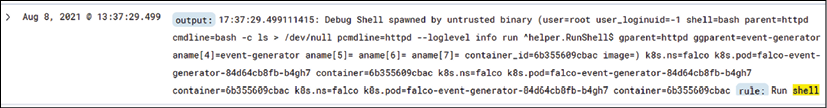 Aug 8, 2021 @ 13:37:29.499 output: 17:37:29.499111415: Debug Shell spawned by untrusted binary (user=root user_loginuid=-1 shell=bash parent=httpd
cmdline=bash -c ls > /dev/null pcmdline=httpd --loglevel info run ^helper.RunShell$ gparent=httpd ggparent=event-generator
aname[4]=event-generator aname[5]= aname[6]= aname[7]= container_id=6b355609cbac image=) k8s.ns=falco k8s.pod=falco-event-
generator-84d64cb8fb-b4gh7 container=6b355609cbac k8s.ns=falco k8s.pod=falco-event-generator-84d64cb8fb-b4gh7
container=6b355609cbac k8s.ns=falco k8s.pod=falco-event-generator-84d64cb8fb-b4gh7 container=6b355609cbac rule: Run shell